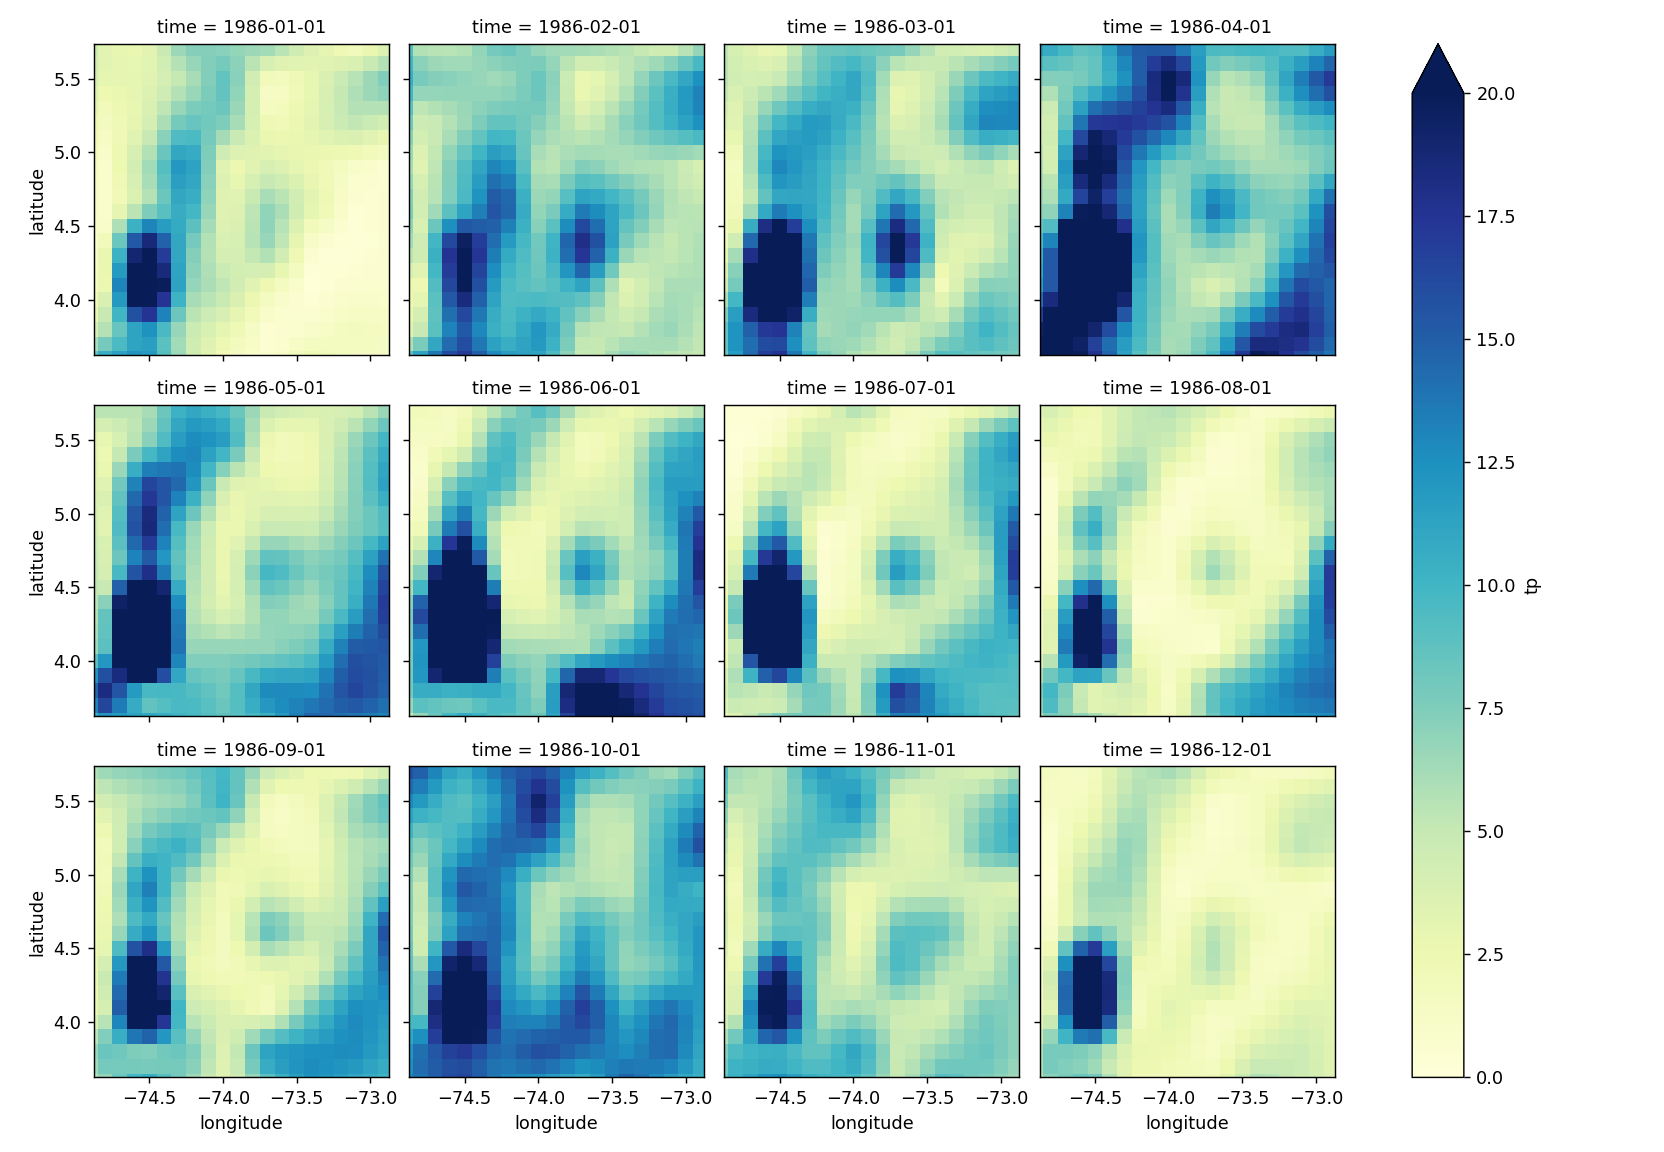 time = 1986-01-01
time = 1986-02-01
time = 1986-03-01
time = 1986-04-01
latitude
5.5
5.0
4.5
4.0
time = 1986-05-01
time = 1986-06-01
time = 1986-07-01
time = 1986-08-01
latitude
5.5
5.0
4.5
4.0
time = 1986-09-01
time = 1986-10-01
time = 1986-11-01
time = 1986-12-01
latitude
5.5
5.0
4.5
4.0
−74.5 −74.0 −73.5 −73.0
longitude
−74.5 −74.0 −73.5 −73.0
longitude
−74.5 −74.0 −73.5 −73.0
longitude
−74.5 −74.0 −73.5 −73.0
longitude
20.0
17.5
15.0
12.5
10.0
7.5
5.0
2.5
0.0
tp